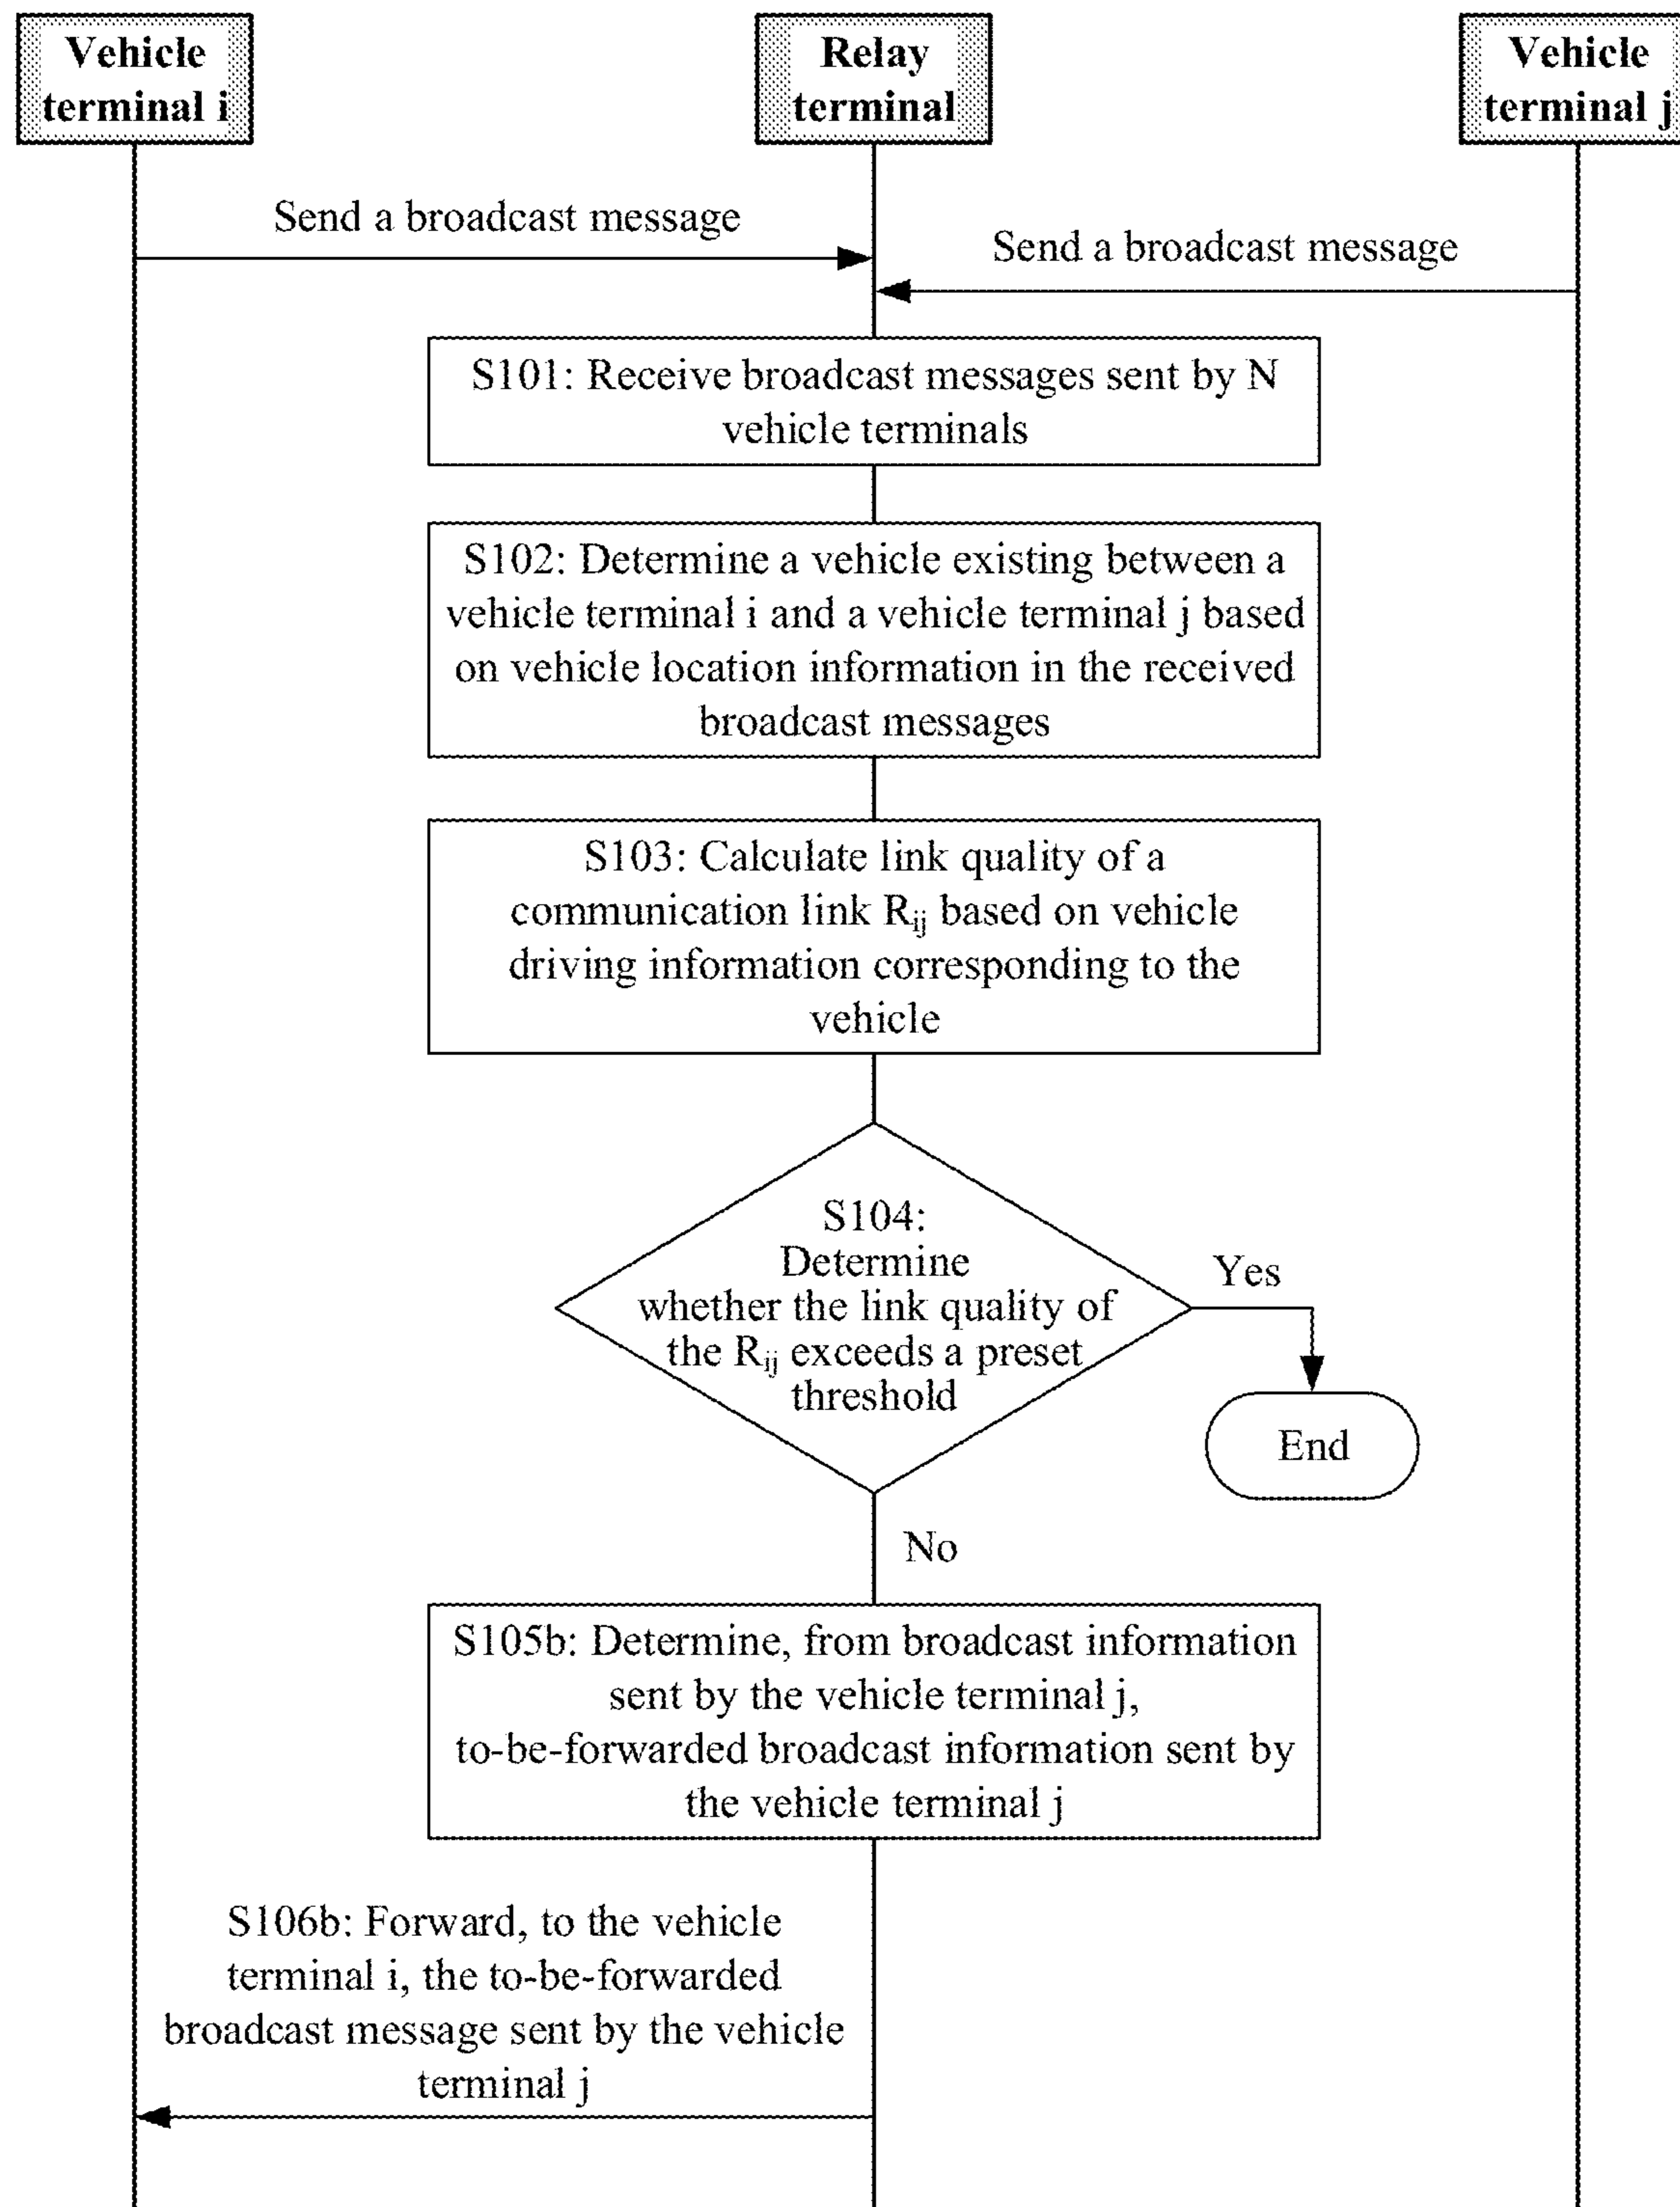 Vehicle
terminal i
Relay
terminal
Vehicle
terminal j
Send a broadcast message
Send a broadcast message
S101: Receive broadcast messages sent by N
vehicle terminals
S102: Determine a vehicle existing between a
vehicle terminal i and a vehicle terminal j based
on vehicle location information in the received
broadcast messages
S103: Calculate link quality of a
communication link Rij based on vehicle
driving information corresponding to the
vehicle
S104:
Determine
whether the link quality of
the Rij exceeds a preset
threshold
Yes
End
No
S105b: Determine, from broadcast information
sent by the vehicle terminal j,
to-be-forwarded broadcast information sent by
the vehicle terminal j
S106b: Forward, to the vehicle
terminal i, the to-be-forwarded
broadcast message sent by the vehicle
terminal j